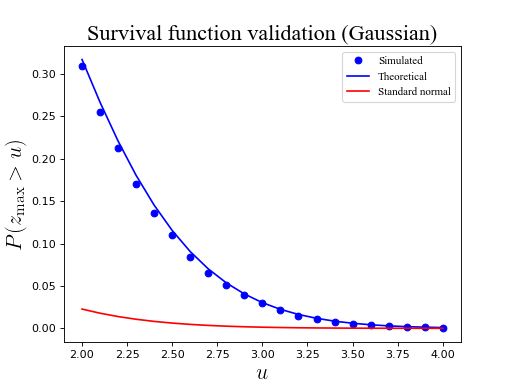 Survival function validation (Gaussian)
Simulated
Theoretical
Standard normal
P(z_max > u)
0.30
0.25
0.20
0.15
0.10
0.05
0.00
2.00 2.25 2.50 2.75 3.00 3.25 3.50 3.75 4.00
u